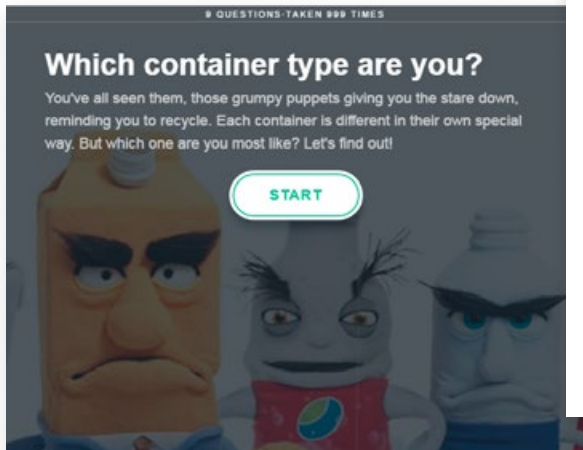 9 QUESTIONS·TAKEN 999 TIMES
Which container type are you?
You've all seen them, those grumpy puppets giving you the stare down,
reminding you to recycle. Each container is different in their own special
way. But which one are you most like? Let's find out!
START